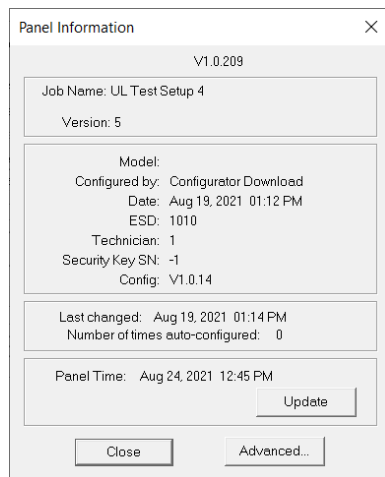 Panel Information
V1.0.209
Job Name: UL Test Setup 4
Version: 5
Model:
Configured by: Configurator Download
Date: Aug 19, 2021 01:12 PM
ESD: 1010
Technician: 1
Security Key SN: -1
Config: V1.0.14
Last changed: Aug 19, 2021 01:14 PM
Number of times auto-configured: 0
Panel Time: Aug 24, 2021 12:45 PM
Update
Close Advanced...